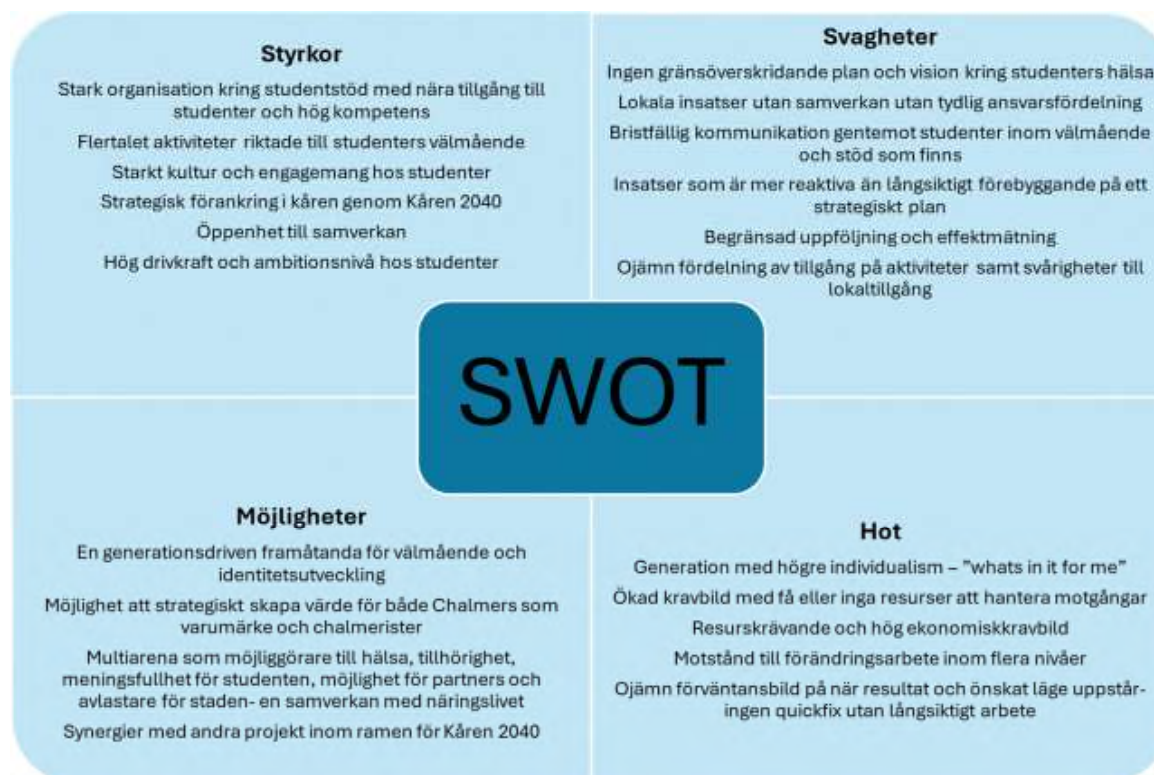 Styrkor
Stark organisation kring studentstöd med nära tillgång till
studenter och hög kompetens
Flertalet aktiviteter riktade till studenters välmående
Starkt kultur och engagemang hos studenter
Strategisk förankring i kåren genom Kåren 2040
Öppenhet till samverkan
Hög drivkraft och ambitionsnivå hos studenter
Svagheter
Ingen gränsöverskridande plan och vision kring studenters hälsa
Lokala insatser utan samverkan utan tydlig ansvarsfördelning
Bristfällig kommunikation gentemot studenter inom välmående
och stöd som finns
Insatser som är mer reaktiva än långsiktigt förebyggande på ett
strategiskt plan
Begränsad uppföljning och effektmätning
Ojämn fördelning av tillgång på aktiviteter samt svårigheter till
lokaltillgång
SWOT
Möjligheter
En generationsdriven framåtanda för välmående och
identitetsutveckling
Möjlighet att strategiskt skapa värde för både Chalmers som
varumärke och chalmerister
Multiarena som möjliggörare till hälsa, tillhörighet,
meningsfullhet för studenten, möjlighet för partners och
avlastare för staden- en samverkan med näringslivet
Synergier med andra projekt inom ramen för Kåren 2040
Hot
Generation med högre individualism – ”whats in it for me”
Ökad kravbild med få eller inga resurser att hantera motgångar
Resurskrävande och hög ekonomiskkravbild
Motstånd till förändringsarbete inom flera nivåer
Ojämn förväntansbild på när resultat och önskat läge uppstår-
ingen quickfix utan långsiktigt arbete